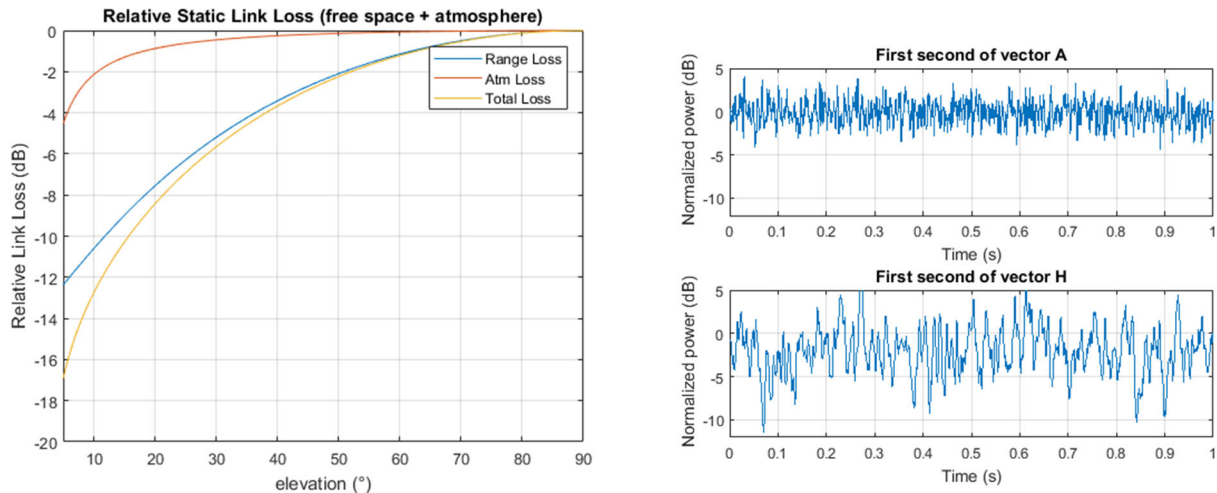 Relative Static Link Loss (free space + atmosphere)
0
-2
-4
-6
-8
-10
-12
-14
-16
-18
-20
Relative Link Loss (dB)
Range Loss
Atm Loss
Total Loss
10 20 30 40 50 60 70 80 90
elevation (°)
First second of vector A
5
0
-5
-10
Normalized power (dB)
0 0.1 0.2 0.3 0.4 0.5 0.6 0.7 0.8 0.9 1
Time (s)
First second of vector H
5
0
-5
-10
Normalized power (dB)
0 0.1 0.2 0.3 0.4 0.5 0.6 0.7 0.8 0.9 1
Time (s)